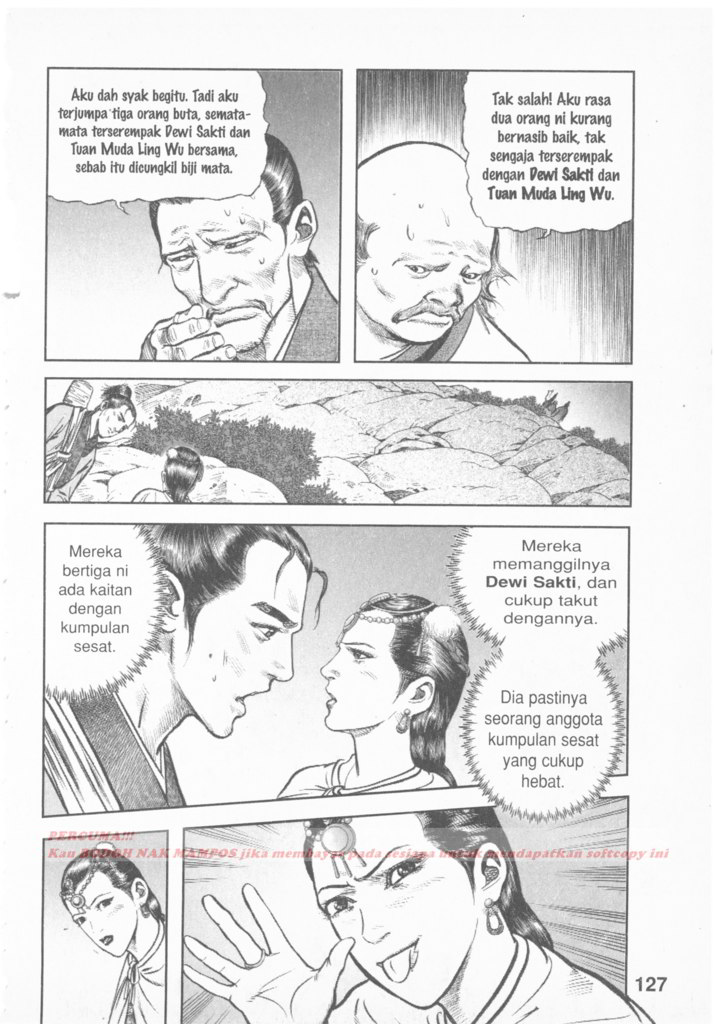 Aku dah syak begitu. Tadi aku
terjumpa tiga orang buta, semata-
mata terserempak Dewi Sakti dan
Tuan Muda Ling Wu bersama,
sebab itu dicungkil biji mata.
Tak salah! Aku rasa
dua orang ni kurang
bernasib baik, tak
sengaja terserempak
dengan Dewi Sakti dan
Tuan Muda Ling Wu.
Mereka
bertiga ni
ada kaitan
dengan
kumpulan
sesat.
Mereka
memanggilnya
Dewi Sakti, dan
cukup takut
dengannya.
Dia pastinya
seorang anggota
kumpulan sesat
yang cukup
hebat.
PERCUMA!!!
Kan BODOH NAK MAMPOS jika membayar pada sesiapa untuk mendapatkan softcopy ini
127